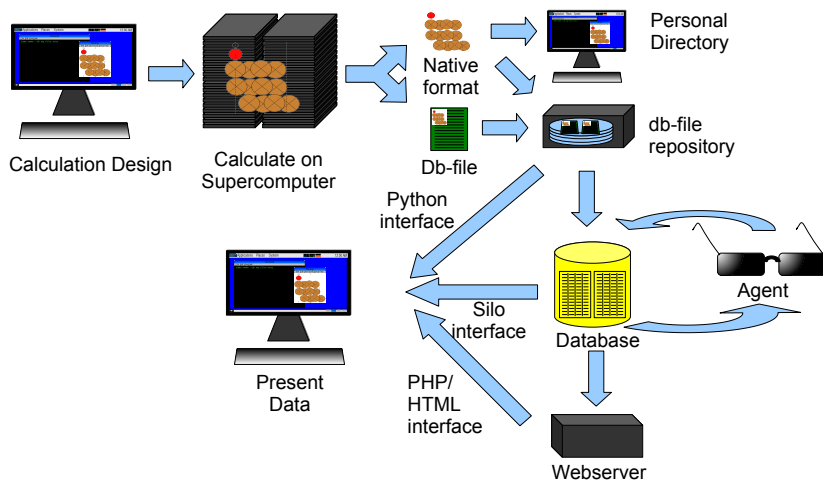 Calculation Design
Calculate on
Supercomputer
Native
format
Personal
Directory
Db-file
db-file
repository
Python
interface
Silo
interface
Database
Agent
Present
Data
PHP/
HTML
interface
Webserver